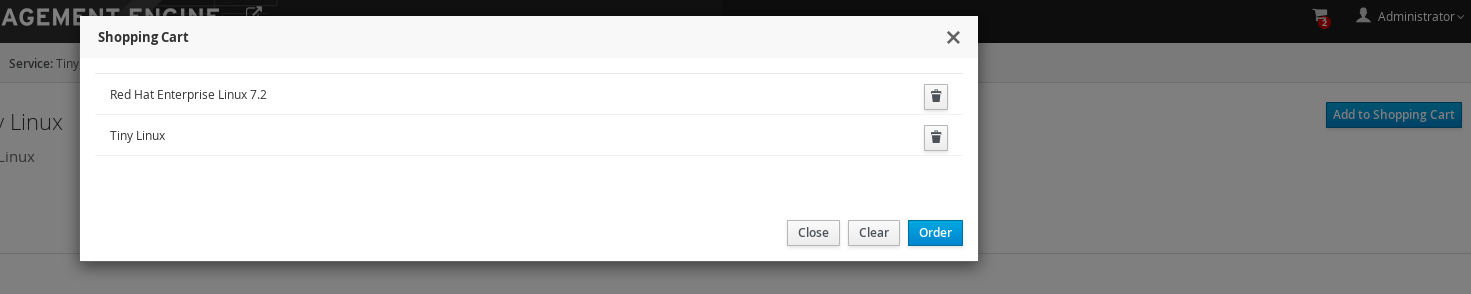 AGEMENT ENGINE
2
Administrator
Shopping Cart
Service: Tiny
Red Hat Enterprise Linux 7.2
Tiny Linux
Linux
Add to Shopping Cart
Linux
Close Clear Order